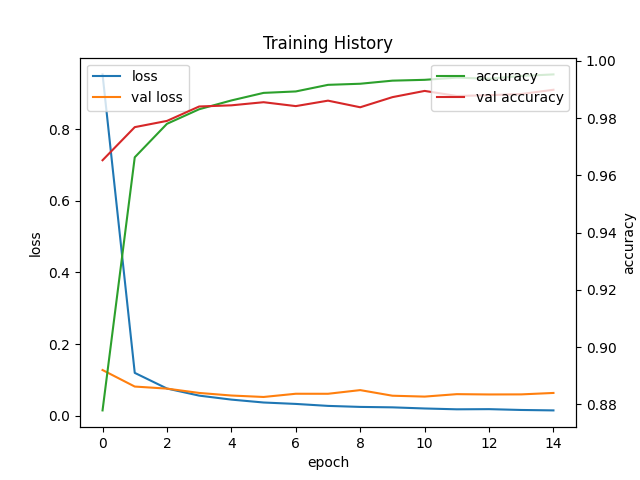 Training History
loss
val loss
accuracy
val accuracy
0.8
0.6
0.4
0.2
0.0
loss
1.00
0.98
0.96
0.94
0.92
0.90
0.88
accuracy
0 2 4 6 8 10 12 14
epoch